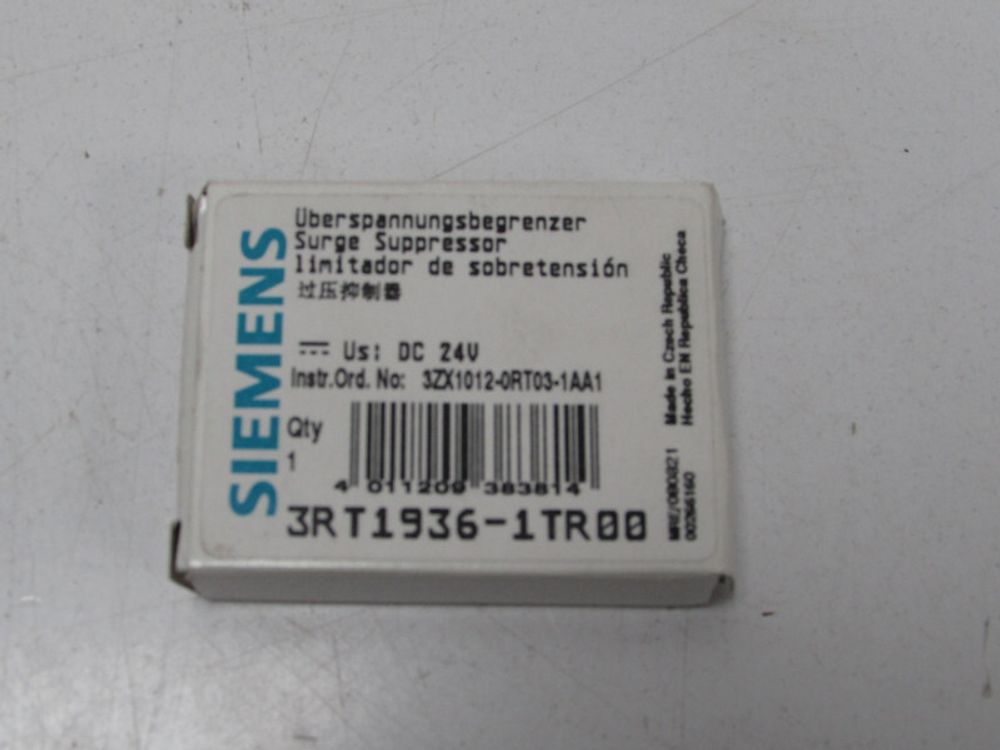 SIEMENS
Überspannungsbegrenzer
Surge Suppressor
limitador de sobretensión
过压抑制器
Us: DC 24V
Instr.Ord. No: 3ZX1012-0RT03-1AA1
Qty
1
4 011209 383814
3RT1936-1TR00
Made in Czech Republic
Hecho EN Republica Checa